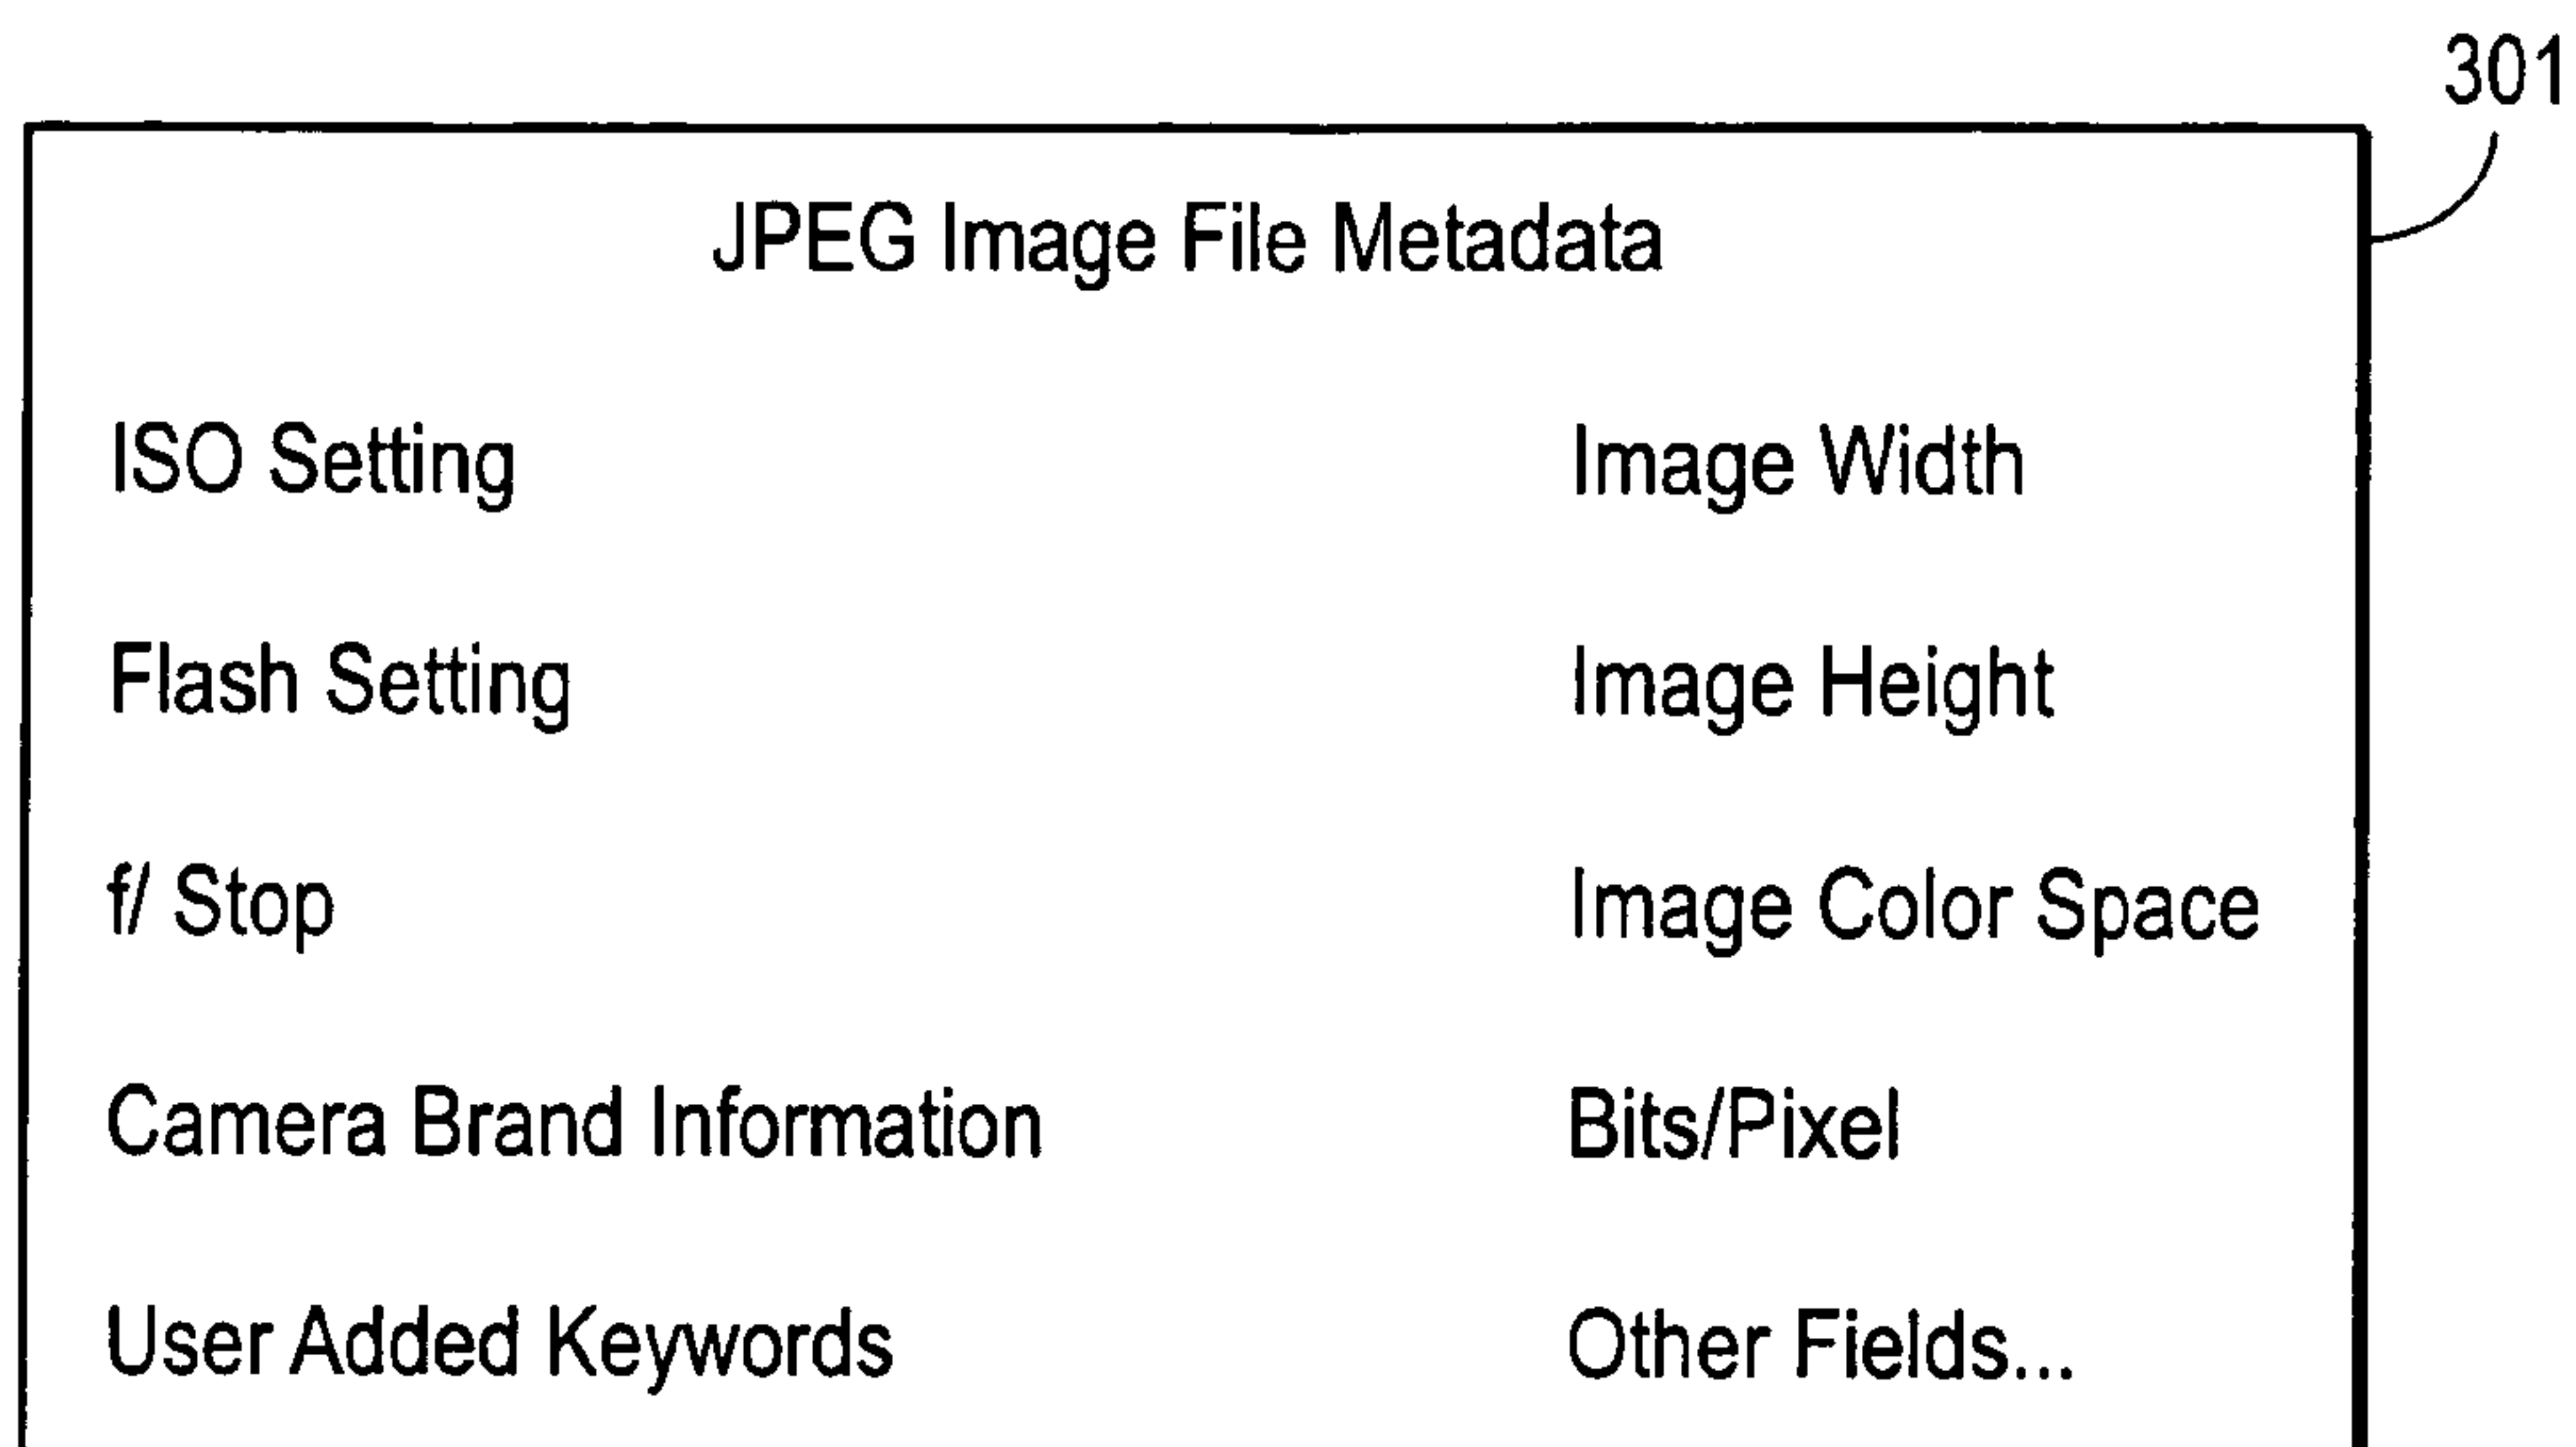 301
JPEG Image File Metadata
ISO Setting Image Width
Flash Setting Image Height
f/ Stop Image Color Space
Camera Brand Information Bits/Pixel
User Added Keywords Other Fields...